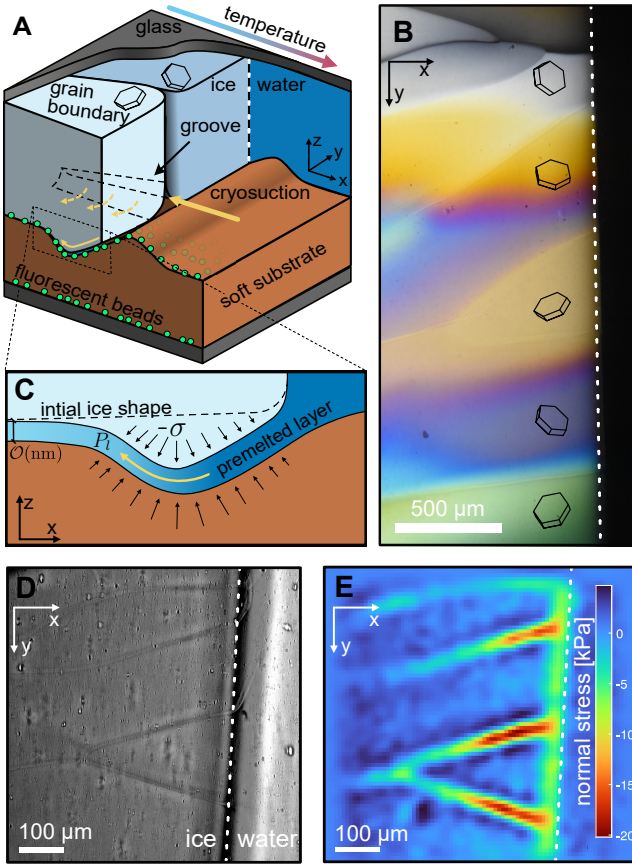 A
glass
temperature
grain
boundary
ice
water
groove
z
y
x
cryosuction
fluorescent beads
soft substrate
B
x
y
500 µm
C
intial ice shape
-σ
P_l
premelted layer
𝒪(nm)
z
x
D
x
y
100 µm
ice
water
E
x
y
100 µm
normal stress [kPa]
0
-5
-10
-15
-20